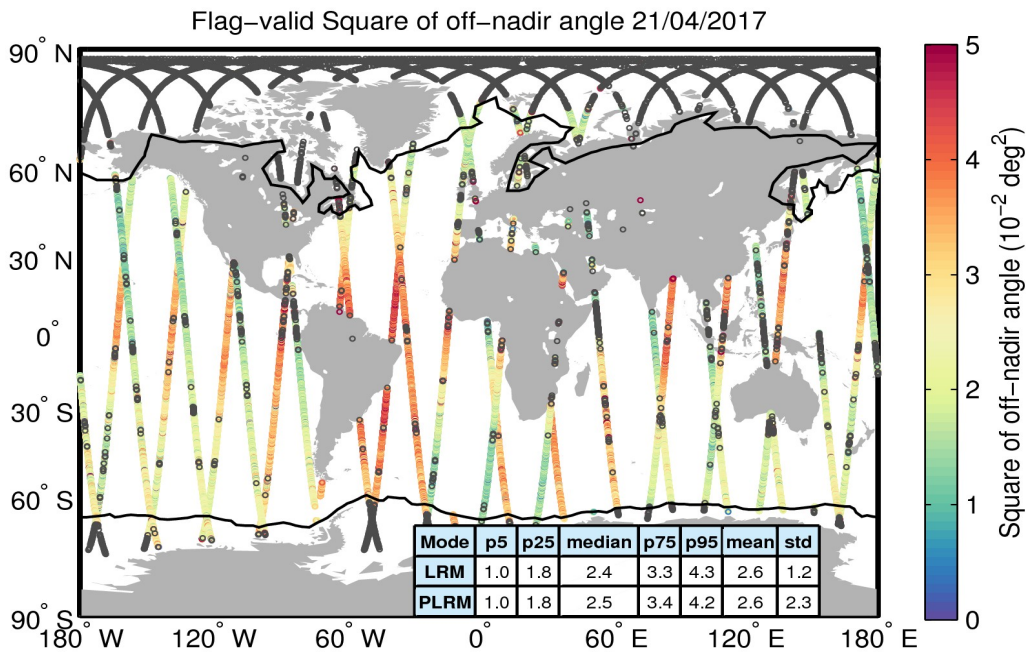 Flag−valid Square of off−nadir angle 21/04/2017
90° N
60° N
30° N
0°
30° S
60° S
90° S
180° W
120° W
60° W
0°
60° E
120° E
180° E
Mode p5 p25 median p75 p95 mean std
LRM 1.0 1.8 2.4 3.3 4.3 2.6 1.2
PLRM 1.0 1.8 2.5 3.4 4.2 2.6 2.3
5
4
3
2
1
0
Square of off−nadir angle (10⁻² deg²)